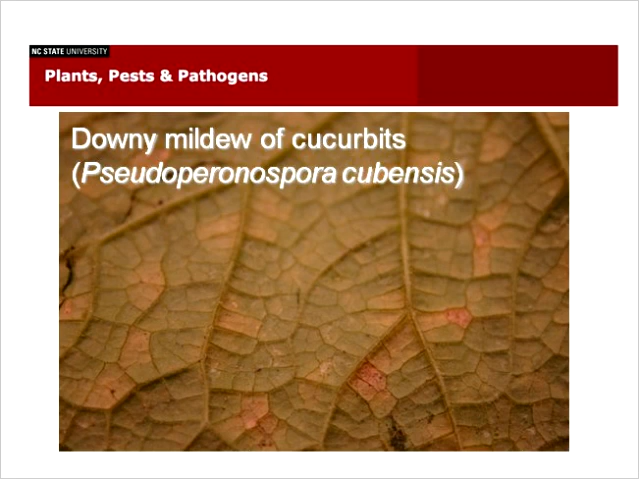 NC STATE UNIVERSITY
Plants, Pests & Pathogens
Downy mildew of cucurbits
(Pseudoperonospora cubensis)